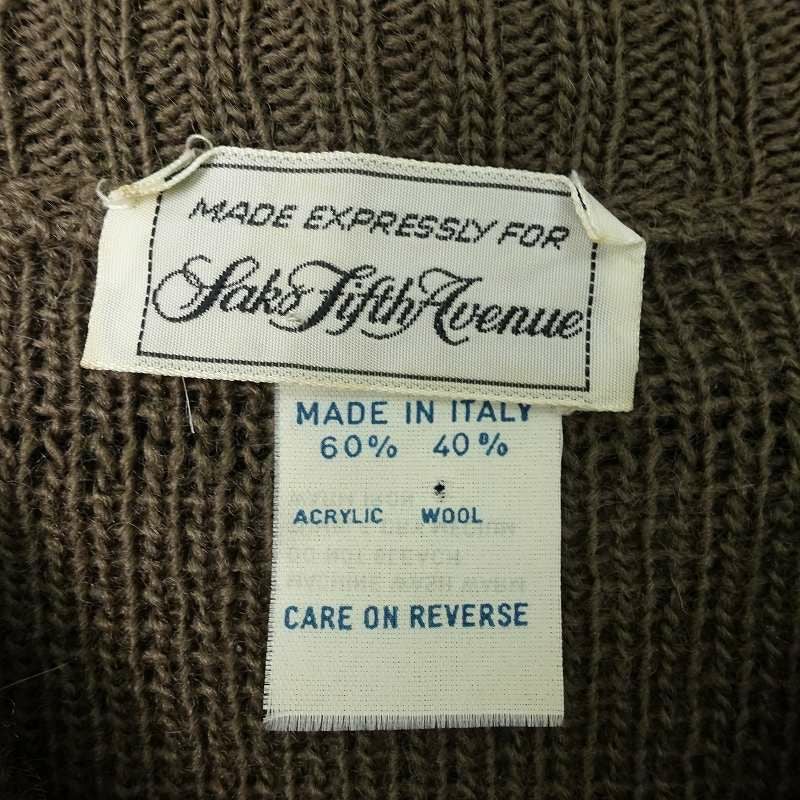 MADE EXPRESSLY FOR
Saks Fifth Avenue
MADE IN ITALY
60% 40%
ACRYLIC WOOL
CARE ON REVERSE